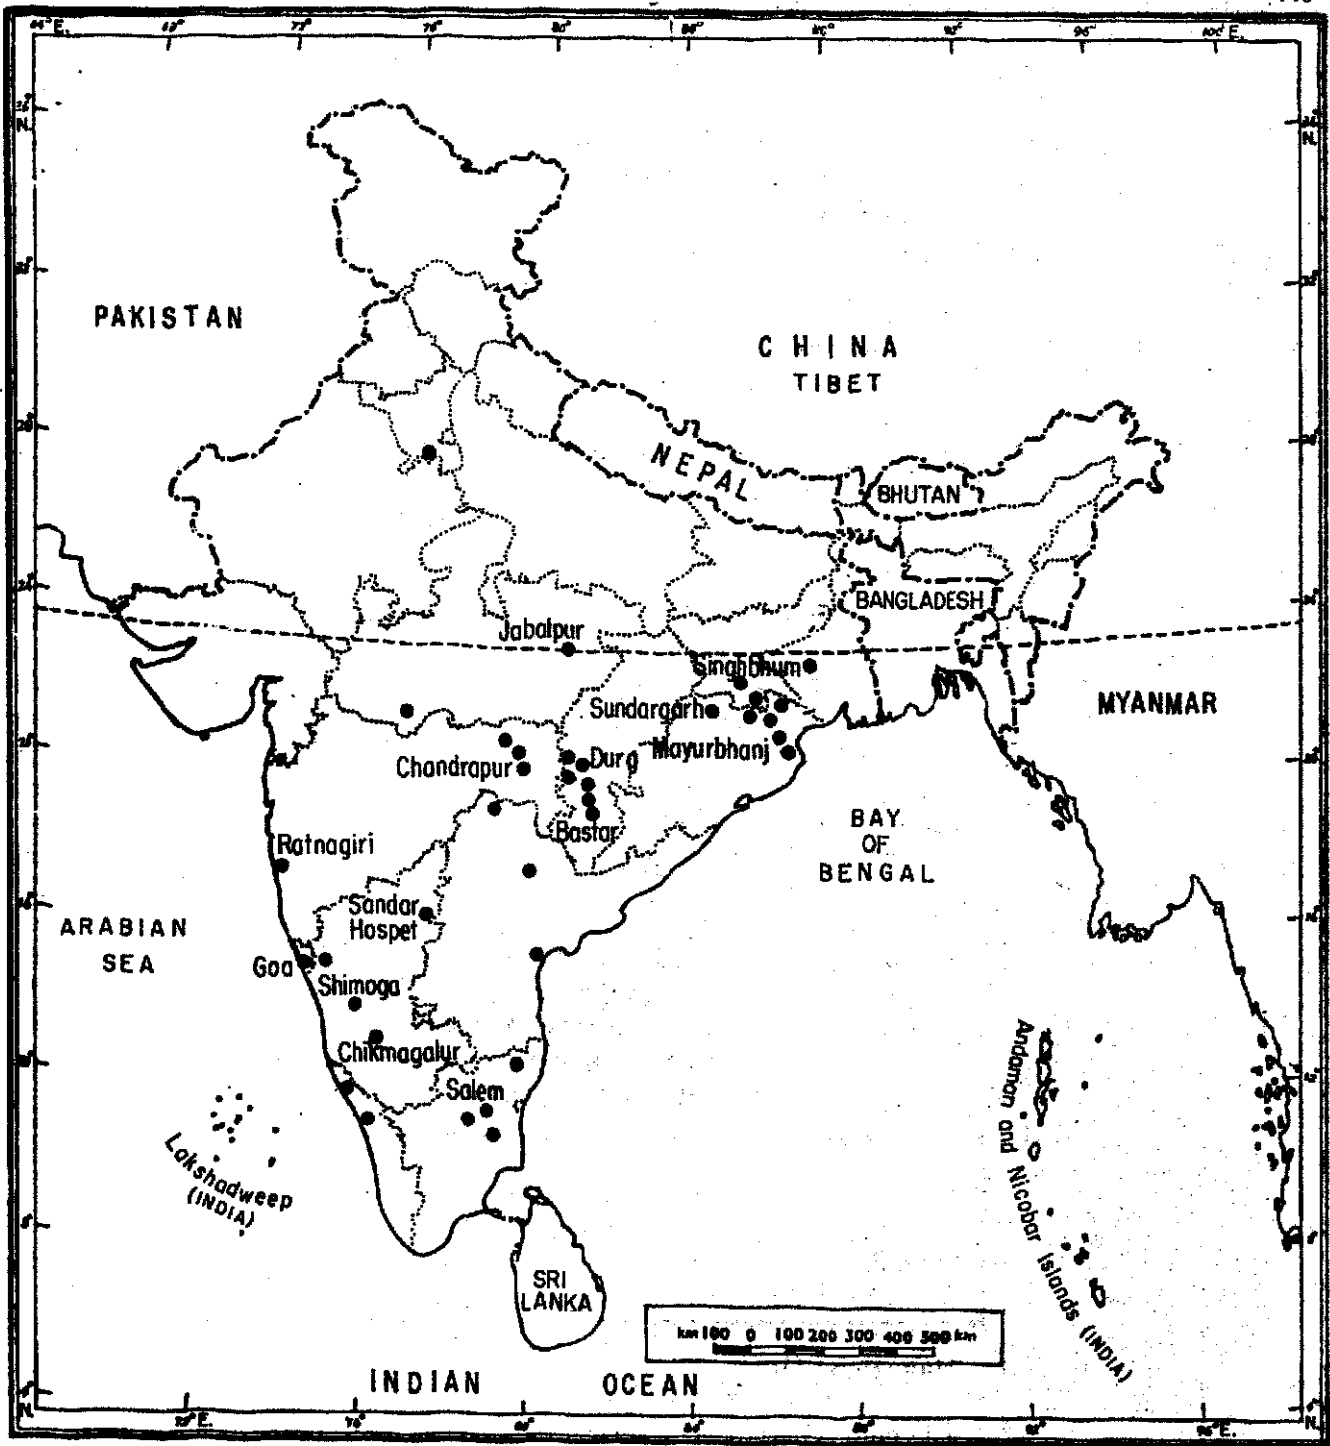 PAKISTAN
CHINA
TIBET
NEPAL
BHUTAN
BANGLADESH
Jabalpur
Singhbhum
MYANMAR
Sundargarh
Mayurbhanj
Durg
Chandrapur
Bastar
BAY
OF
BENGAL
Ratnagiri
Sandar
Hospet
ARABIAN
SEA
Goa
Shimoga
Chikmagalur
Salem
Lakshadweep
(INDIA)
Andaman and Nicobar Islands (INDIA)
SRI
LANKA
km 100 0 100 200 300 400 500 km
INDIAN OCEAN